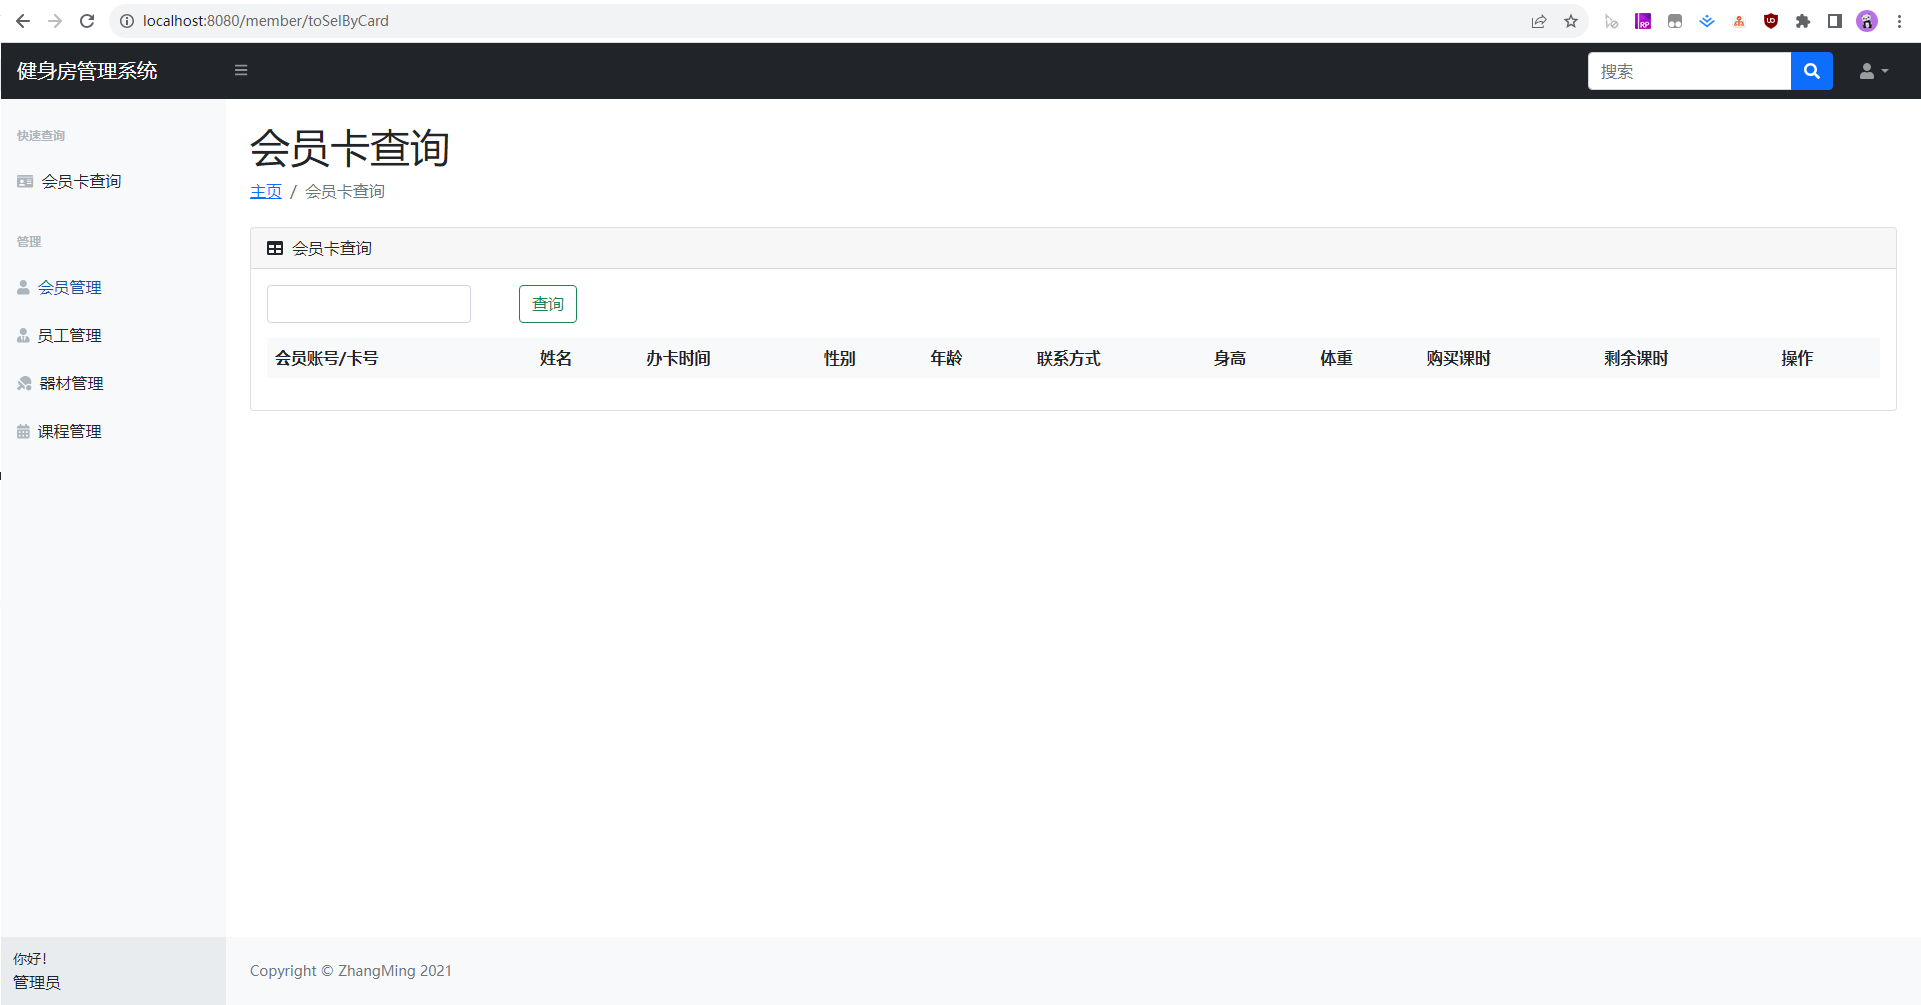 localhost:8080/member/toSelByCard
健身房管理系统
搜索
快速查询
会员卡查询
管理
会员管理
员工管理
器材管理
课程管理
会员卡查询
主页 / 会员卡查询
会员卡查询
查询
会员账号/卡号 姓名 办卡时间 性别 年龄 联系方式 身高 体重 购买课时 剩余课时 操作
你好!
管理员
Copyright © ZhangMing 2021
RP
UO